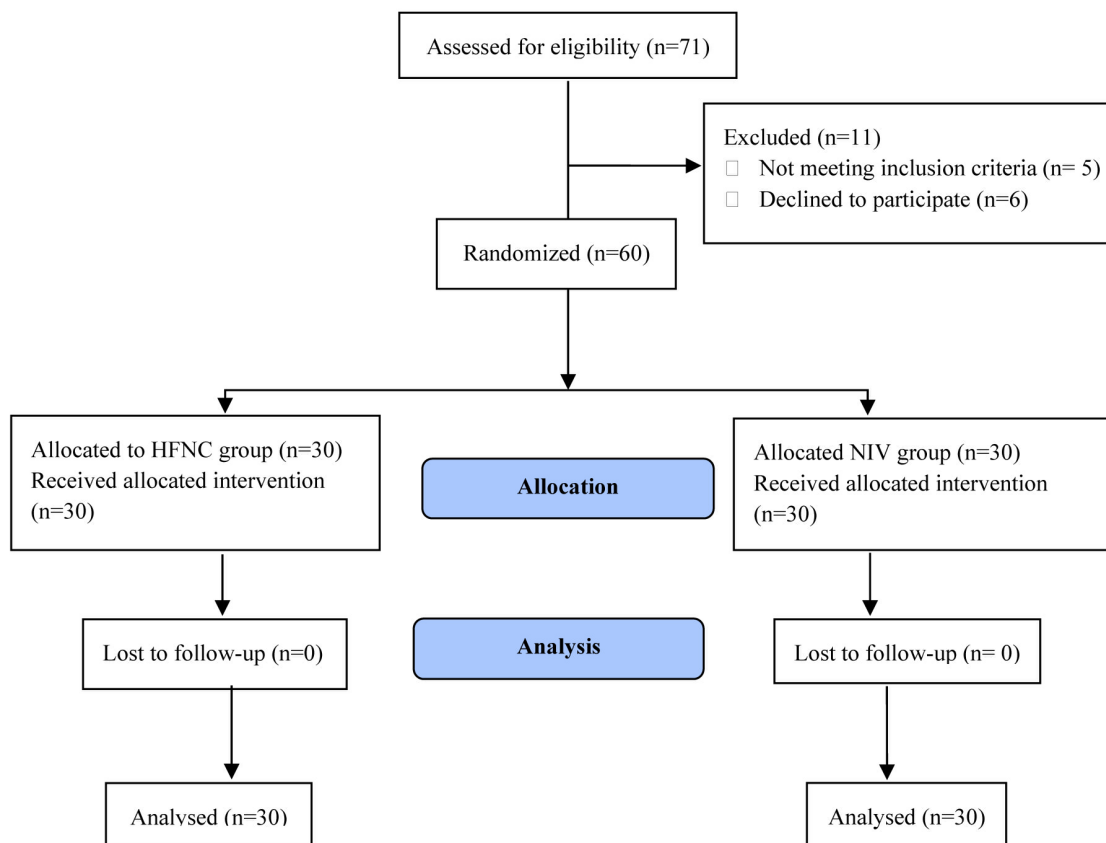 Assessed for eligibility (n=71)
Excluded (n=11)
Not meeting inclusion criteria (n= 5)
Declined to participate (n=6)
Randomized (n=60)
Allocated to HFNC group (n=30)
Received allocated intervention
(n=30)
Allocation
Allocated NIV group (n=30)
Received allocated intervention
(n=30)
Lost to follow-up (n=0)
Analysis
Lost to follow-up (n= 0)
Analysed (n=30)
Analysed (n=30)